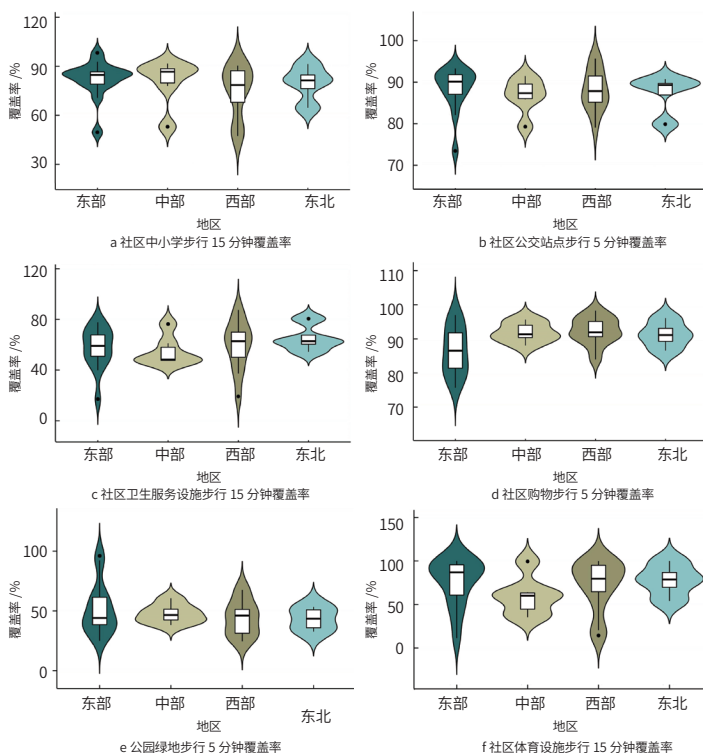 120
90
60
30
覆盖率 /%
东部 中部 西部 东北
地区
a 社区中小学步行 15 分钟覆盖率
100
90
80
70
覆盖率 /%
东部 中部 西部 东北
地区
b 社区公交站点步行 5 分钟覆盖率
120
80
40
0
覆盖率 /%
东部 中部 西部 东北
地区
c 社区卫生服务设施步行 15 分钟覆盖率
110
100
90
80
70
覆盖率 /%
东部 中部 西部 东北
地区
d 社区购物步行 5 分钟覆盖率
100
50
0
覆盖率 /%
东部 中部 西部 东北
地区
e 公园绿地步行 5 分钟覆盖率
150
100
50
0
覆盖率 /%
东部 中部 西部 东北
地区
f 社区体育设施步行 15 分钟覆盖率